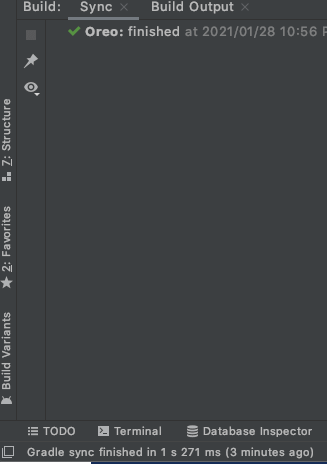 Build: Sync Build Output
Oreo: finished at 2021/01/28 10:56
7: Structure
2: Favorites
Build Variants
TODO Terminal Database Inspector
Gradle sync finished in 1 s 271 ms (3 minutes ago)